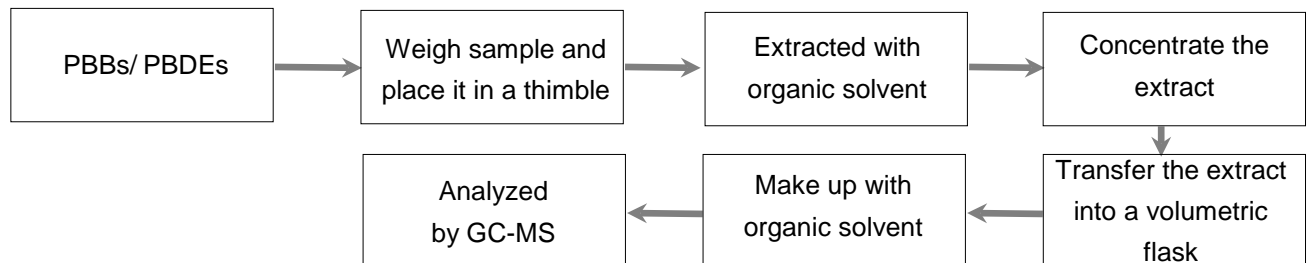 PBBs/ PBDEs
Weigh sample and
place it in a thimble
Extracted with
organic solvent
Concentrate the
extract
Transfer the extract
into a volumetric
flask
Make up with
organic solvent
Analyzed
by GC-MS